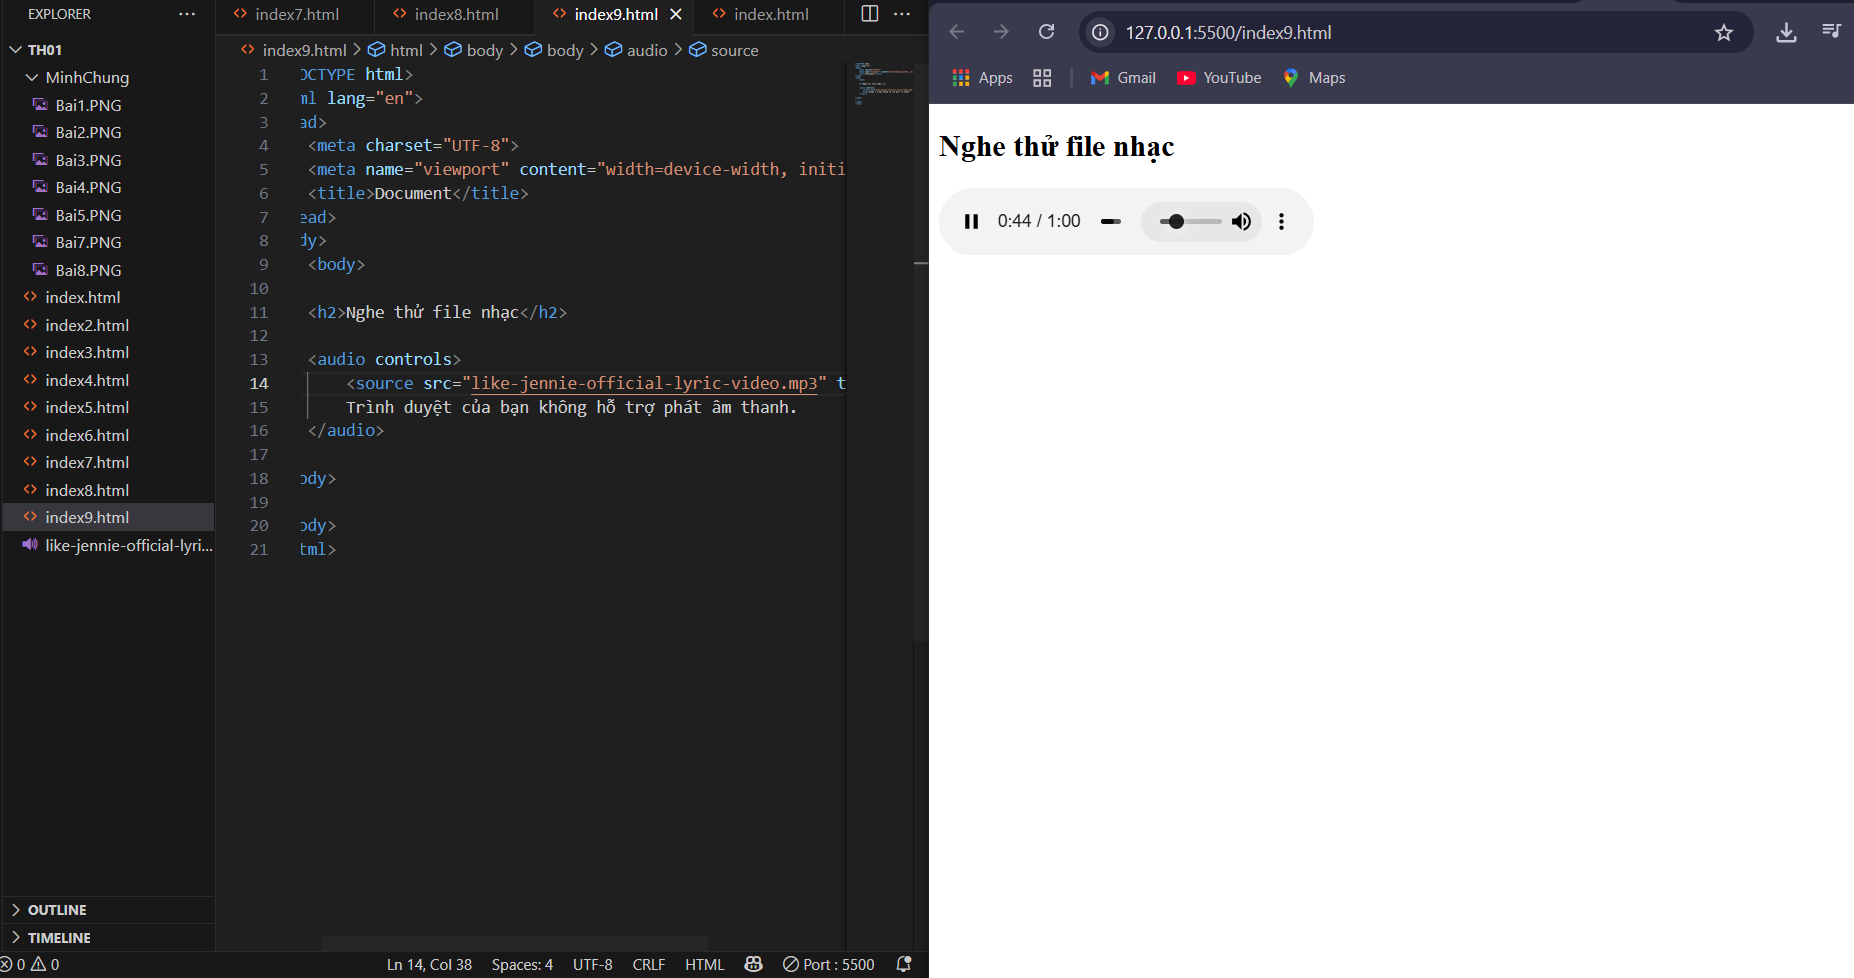 EXPLORER
TH01
MinhChung
Bai1.PNG
Bai2.PNG
Bai3.PNG
Bai4.PNG
Bai5.PNG
Bai7.PNG
Bai8.PNG
index.html
index2.html
index3.html
index4.html
index5.html
index6.html
index7.html
index8.html
index9.html
like-jennie-official-lyri...
OUTLINE
TIMELINE
index7.html index8.html index9.html index.html
index9.html > html > body > body > audio > source
1 OCTYPE html>
2 ml lang="en">
3 ad>
4 <meta charset="UTF-8">
5 <meta name="viewport" content="width=device-width, initi
6 <title>Document</title>
7 ead>
8 dy>
9 <body>
10
11 <h2>Nghe thử file nhạc</h2>
12
13 <audio controls>
14 <source src="like-jennie-official-lyric-video.mp3" t
15 Trình duyệt của bạn không hỗ trợ phát âm thanh.
16 </audio>
17
18 ody>
19
20 ody>
21 tml>
0 0 Ln 14, Col 38 Spaces: 4 UTF-8 CRLF HTML Port : 5500
127.0.0.1:5500/index9.html
Apps Gmail YouTube Maps
Nghe thử file nhạc
0:44 / 1:00